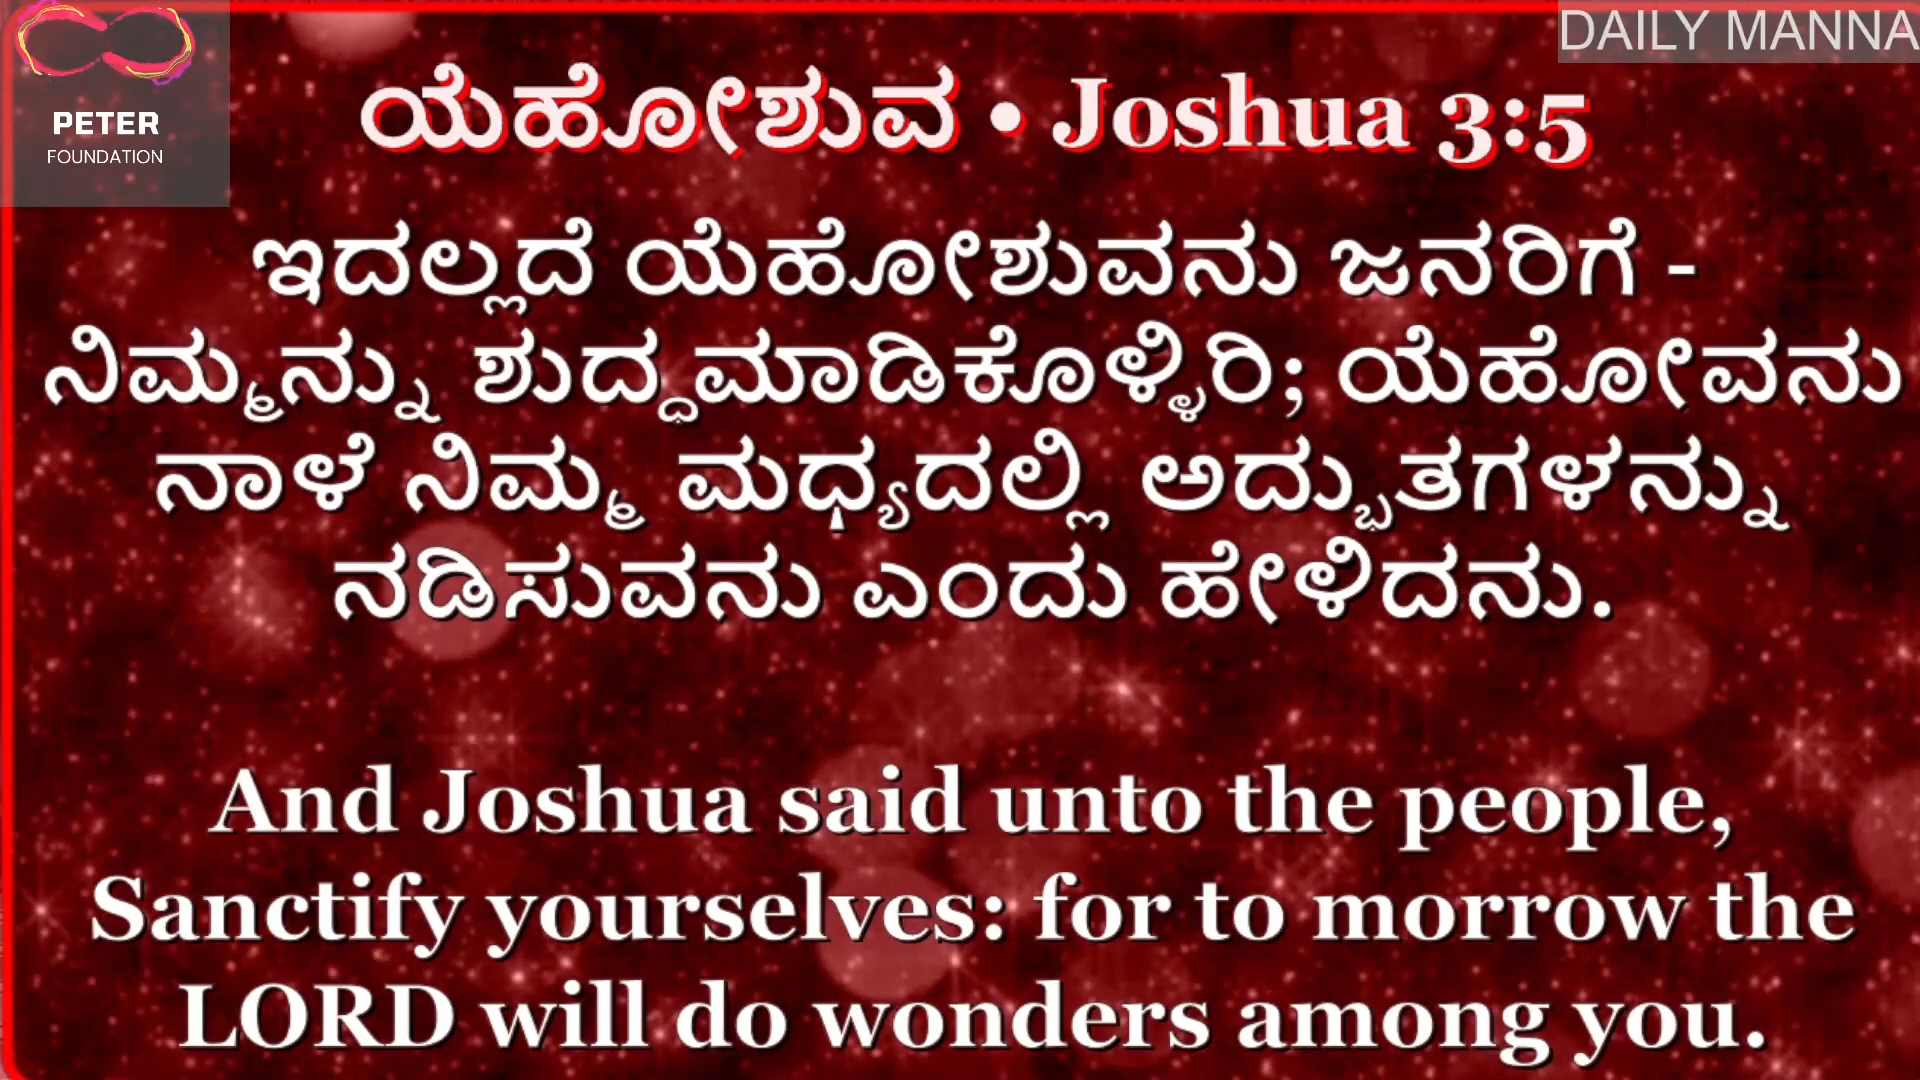 PETER
FOUNDATION
DAILY MANNA
ಯೆಹೋಶುವ • Joshua 3:5
ಇದಲ್ಲದೆ ಯೆಹೋಶುವನು ಜನರಿಗೆ -
ನಿಮ್ಮನ್ನು ಶುದ್ದಮಾಡಿಕೊಳ್ಳಿರಿ; ಯೆಹೋವನು
ನಾಳೆ ನಿಮ್ಮ ಮಧ್ಯದಲ್ಲಿ ಅದ್ಭುತಗಳನ್ನು
ನಡಿಸುವನು ಎಂದು ಹೇಳಿದನು.
And Joshua said unto the people,
Sanctify yourselves: for to morrow the
LORD will do wonders among you.